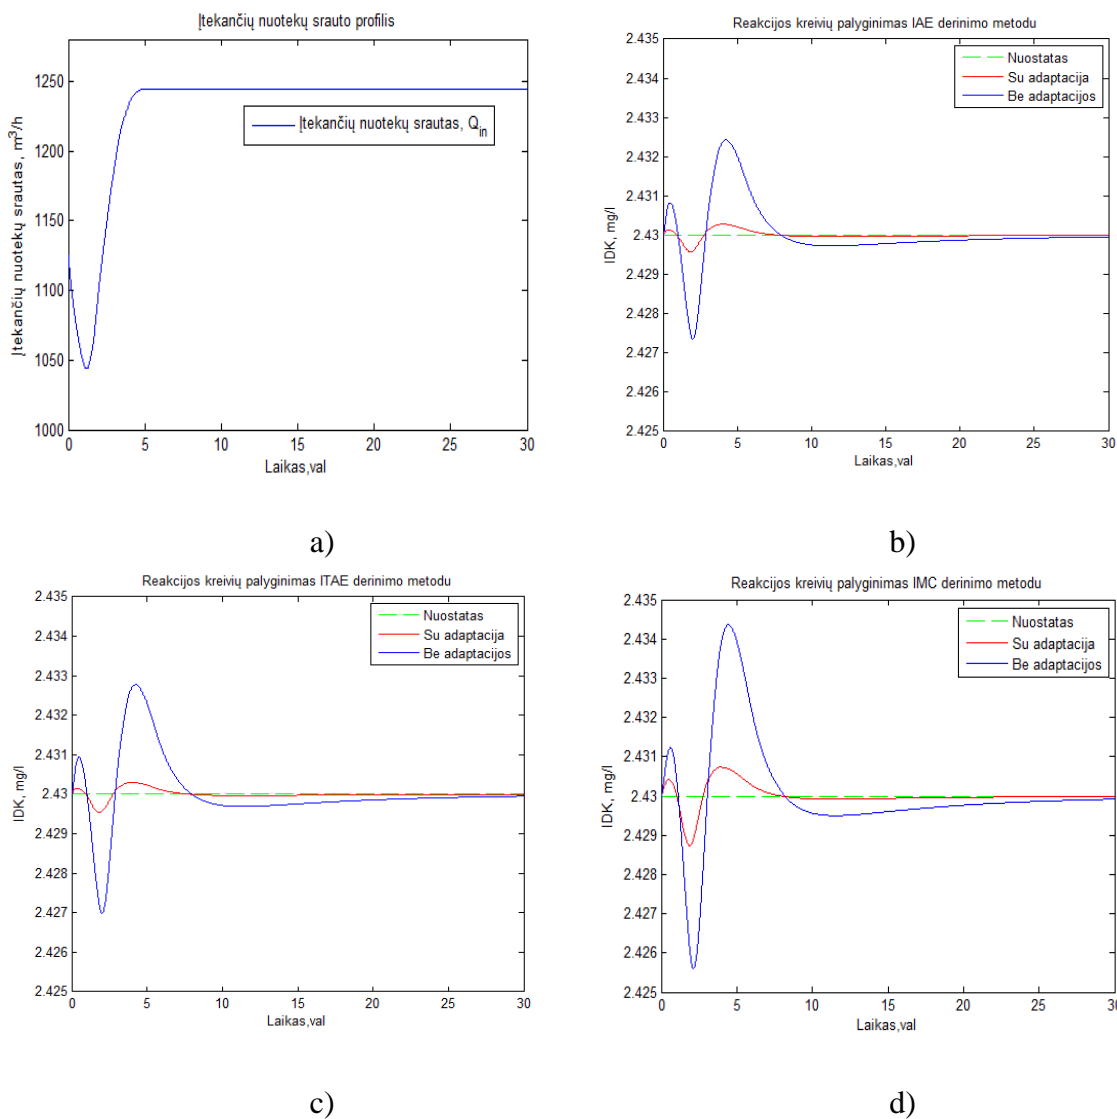 Įtekančių nuotekų srauto profilis
Įtekančių nuotekų srautas, m³/h
1250
1200
1150
1100
1050
1000
Įtekančių nuotekų srautas, Q_in
0 5 10 15 20 25 30
Laikas,val
a)
Reakcijos kreivių palyginimas IAE derinimo metodu
IDK, mg/l
2.435
2.434
2.433
2.432
2.431
2.43
2.429
2.428
2.427
2.426
2.425
Nuostatas
Su adaptacija
Be adaptacijos
0 5 10 15 20 25 30
Laikas,val
b)
Reakcijos kreivių palyginimas ITAE derinimo metodu
IDK, mg/l
2.435
2.434
2.433
2.432
2.431
2.43
2.429
2.428
2.427
2.426
2.425
Nuostatas
Su adaptacija
Be adaptacijos
0 5 10 15 20 25 30
Laikas,val
c)
Reakcijos kreivių palyginimas IMC derinimo metodu
IDK, mg/l
2.435
2.434
2.433
2.432
2.431
2.43
2.429
2.428
2.427
2.426
2.425
Nuostatas
Su adaptacija
Be adaptacijos
0 5 10 15 20 25 30
Laikas,val
d)